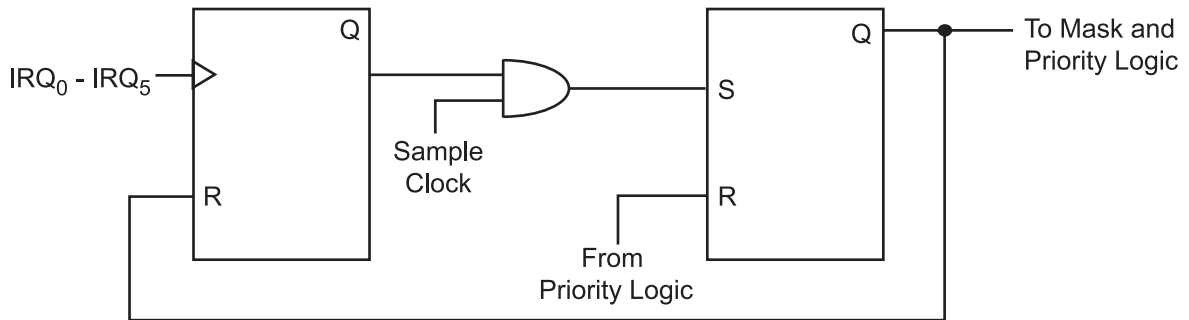 Q
IRQ0 - IRQ5
R
Sample
Clock
Q
S
R
From
Priority Logic
To Mask and
Priority Logic